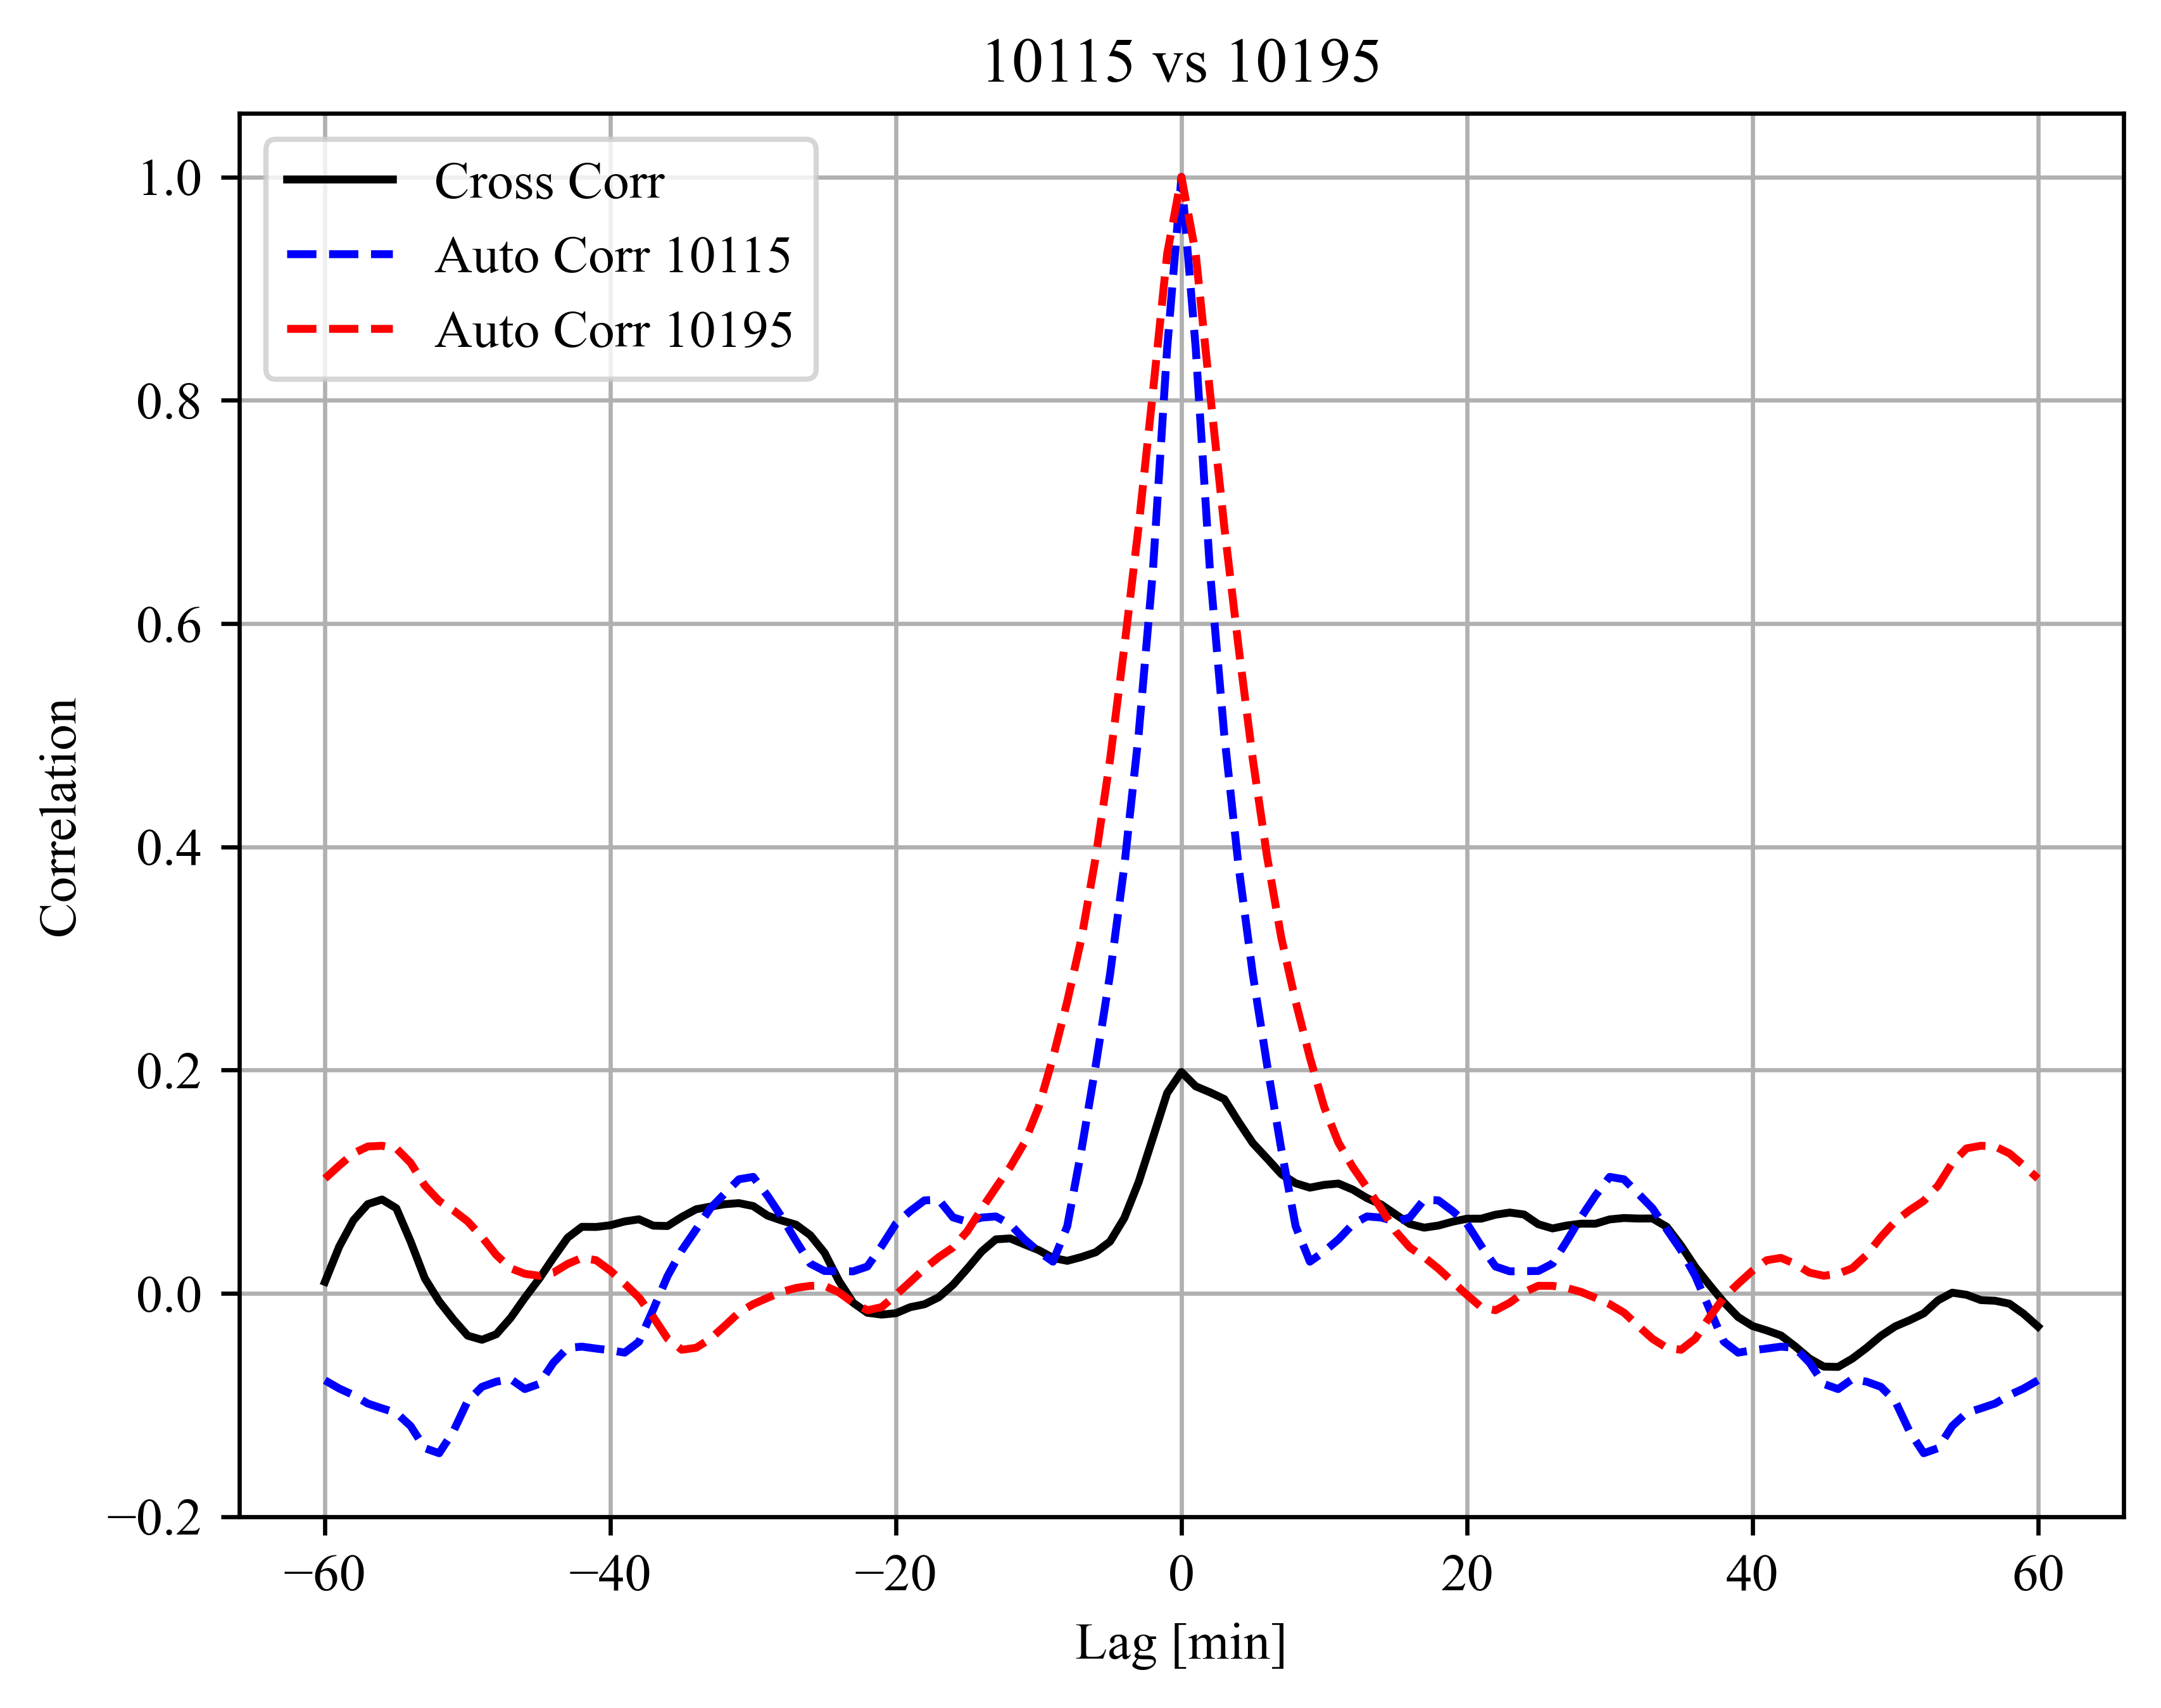 10115 vs 10195
Cross Corr
Auto Corr 10115
Auto Corr 10195
1.0
0.8
0.6
0.4
0.2
0.0
−0.2
Correlation
−60 −40 −20 0 20 40 60
Lag [min]